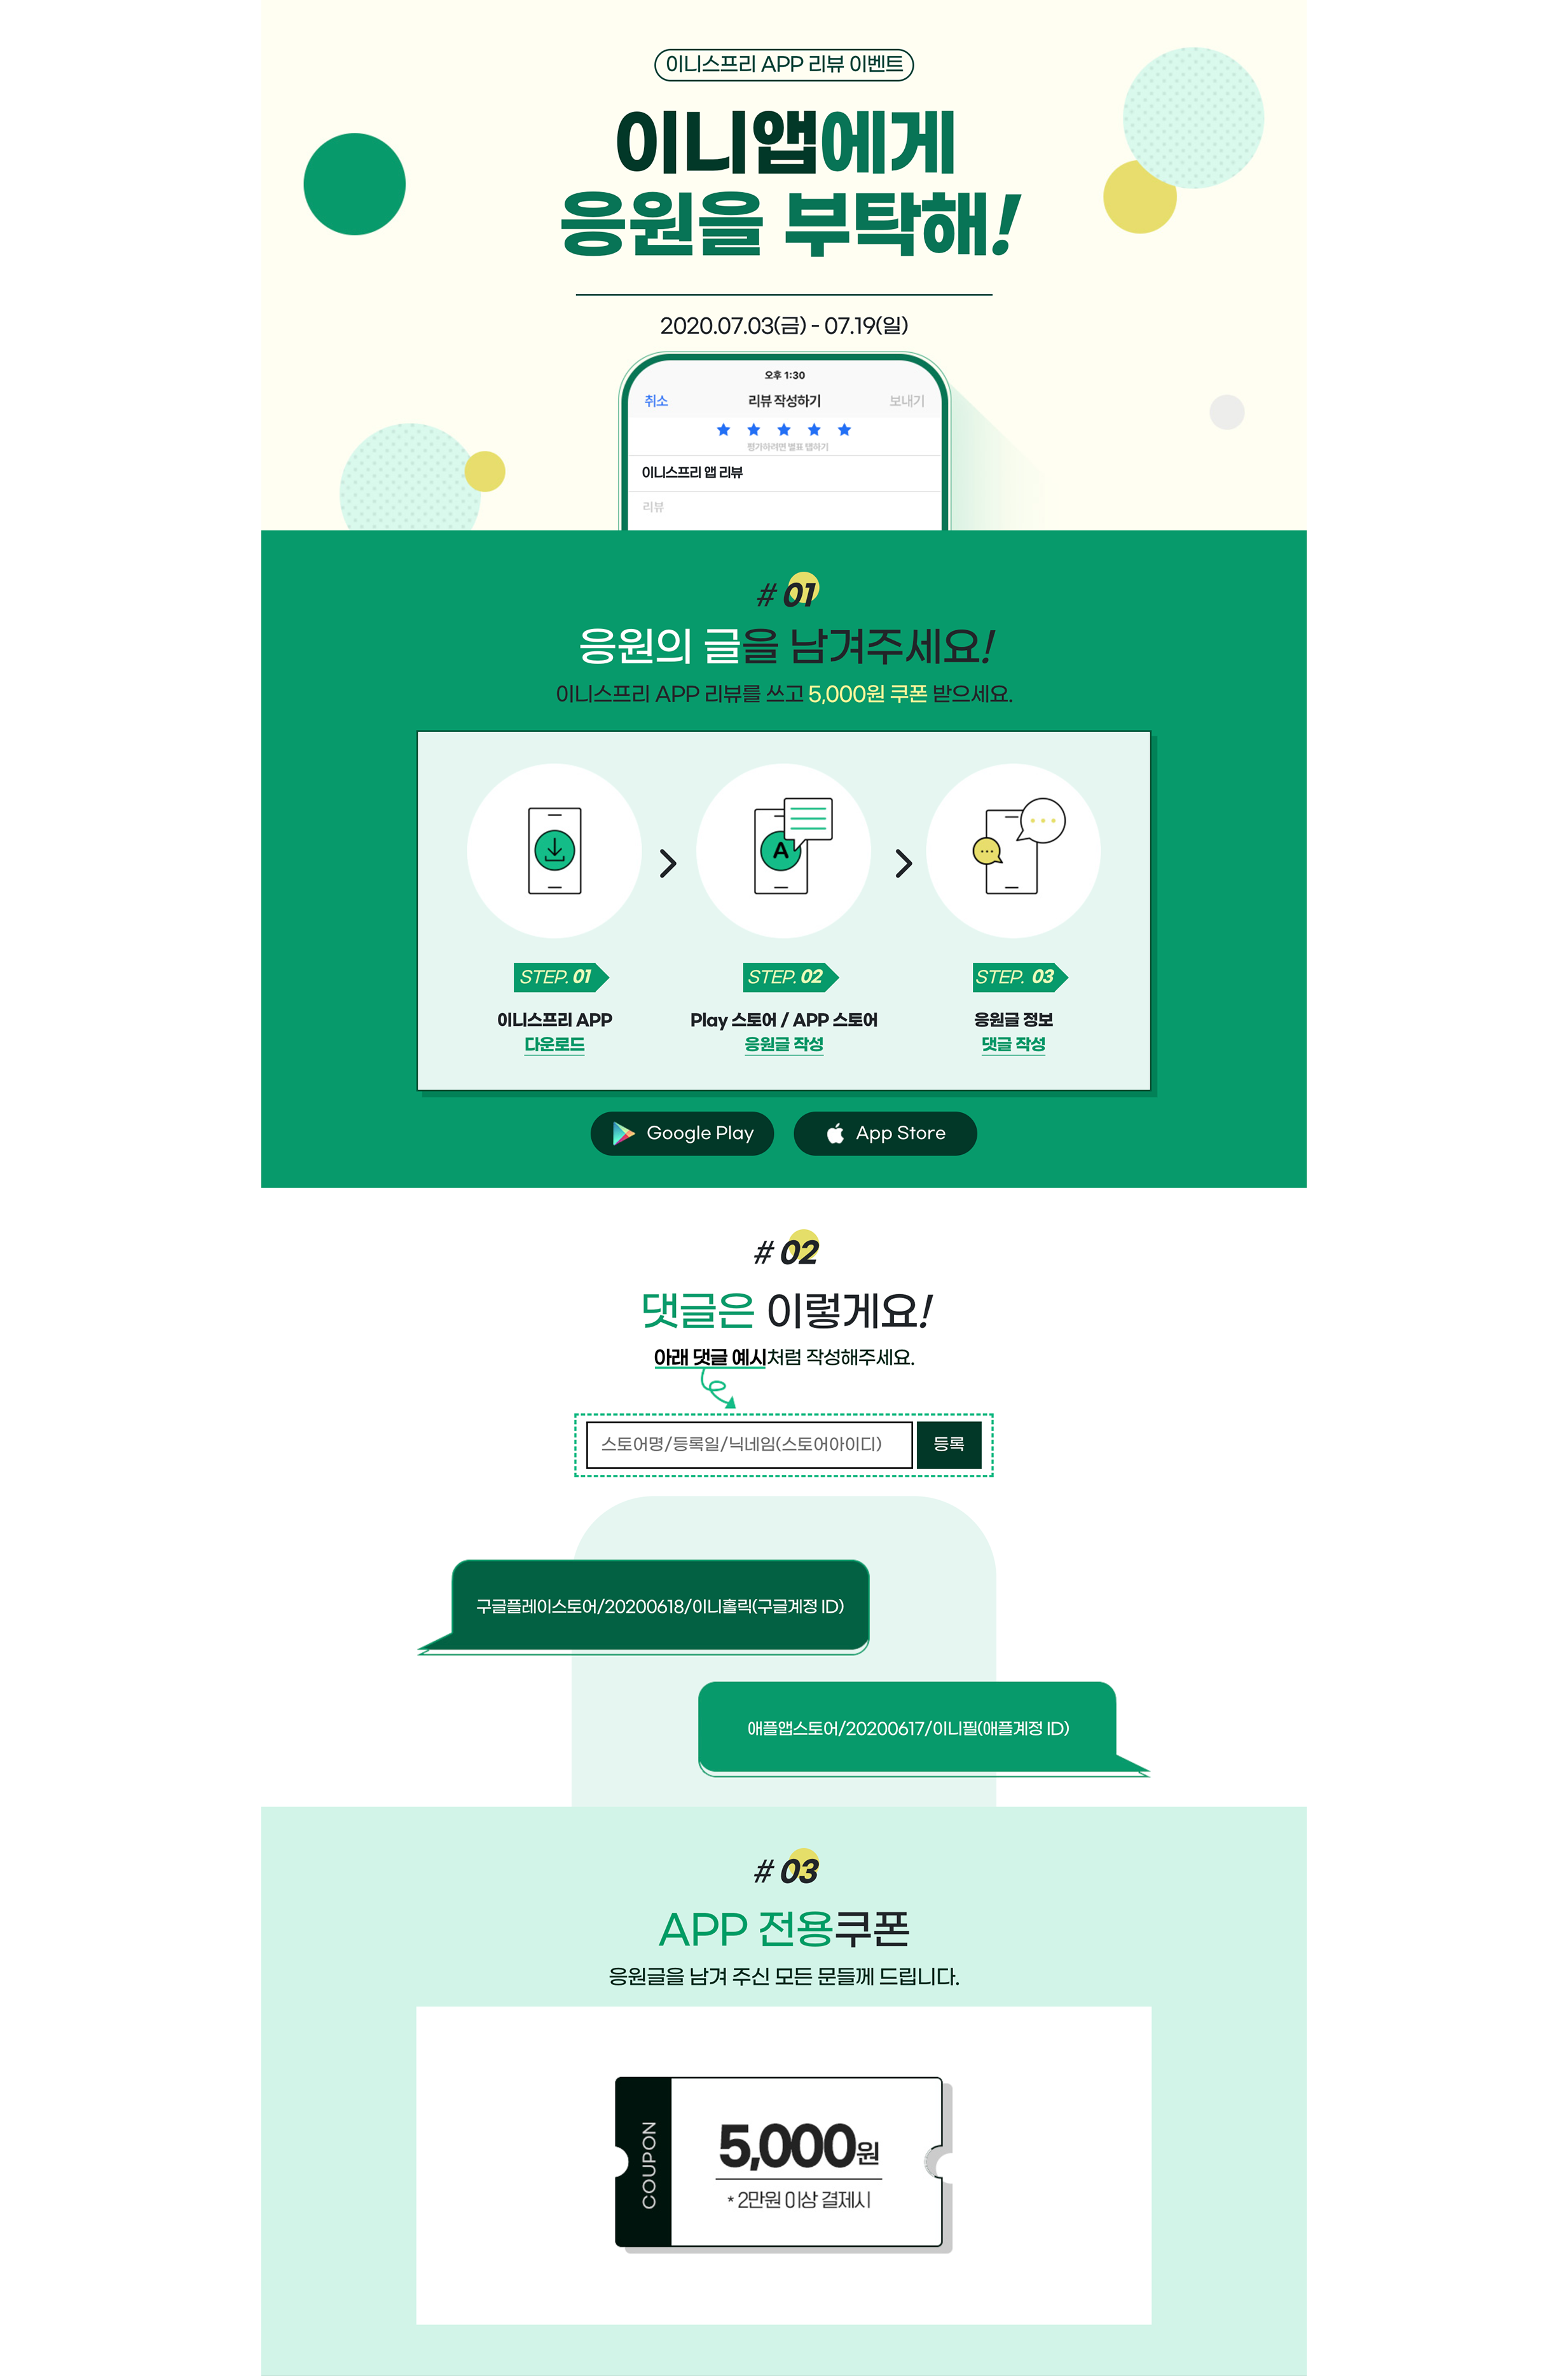 이니스프리 APP 리뷰 이벤트
이니앱에게
응원을 부탁해!
2020.07.03(금) - 07.19(일)
오후 1:30
취소 리뷰 작성하기 보내기
평가하려면 별표 탭하기
이니스프리 앱 리뷰
리뷰
# 01
응원의 글을 남겨주세요!
이니스프리 APP 리뷰를 쓰고 5,000원 쿠폰 받으세요.
A
STEP. 01 STEP. 02 STEP. 03
이니스프리 APP Play 스토어 / APP 스토어 응원글 정보
다운로드 응원글 작성 댓글 작성
Google Play App Store
# 02
댓글은 이렇게요!
아래 댓글 예시처럼 작성해주세요.
스토어명/등록일/닉네임(스토어아이디) 등록
구글플레이스토어/20200618/이니홀릭(구글계정 ID)
애플앱스토어/20200617/이니필(애플계정 ID)
# 03
APP 전용쿠폰
응원글을 남겨 주신 모든 문들께 드립니다.
COUPON
5,000원
* 2만원 이상 결제시